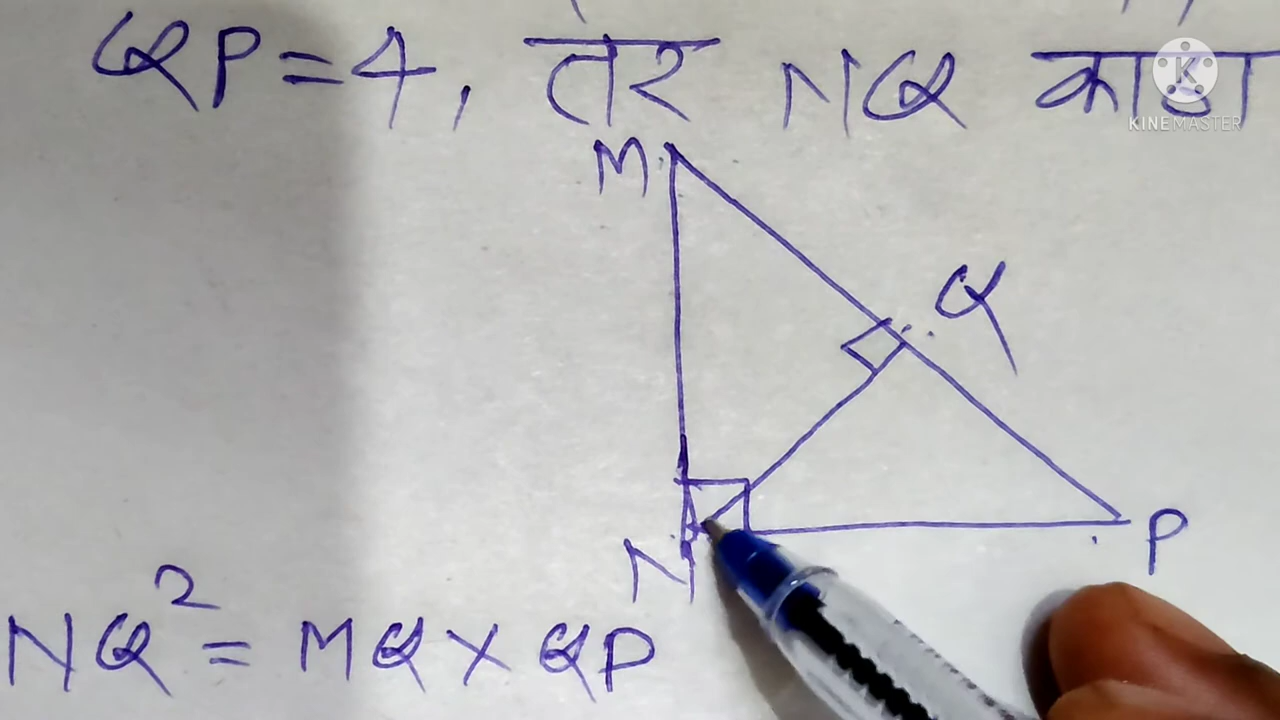 QP=4, तर NQ काढा
K
KINEMASTER
M
Q
N
P
NQ² = MQ × QP